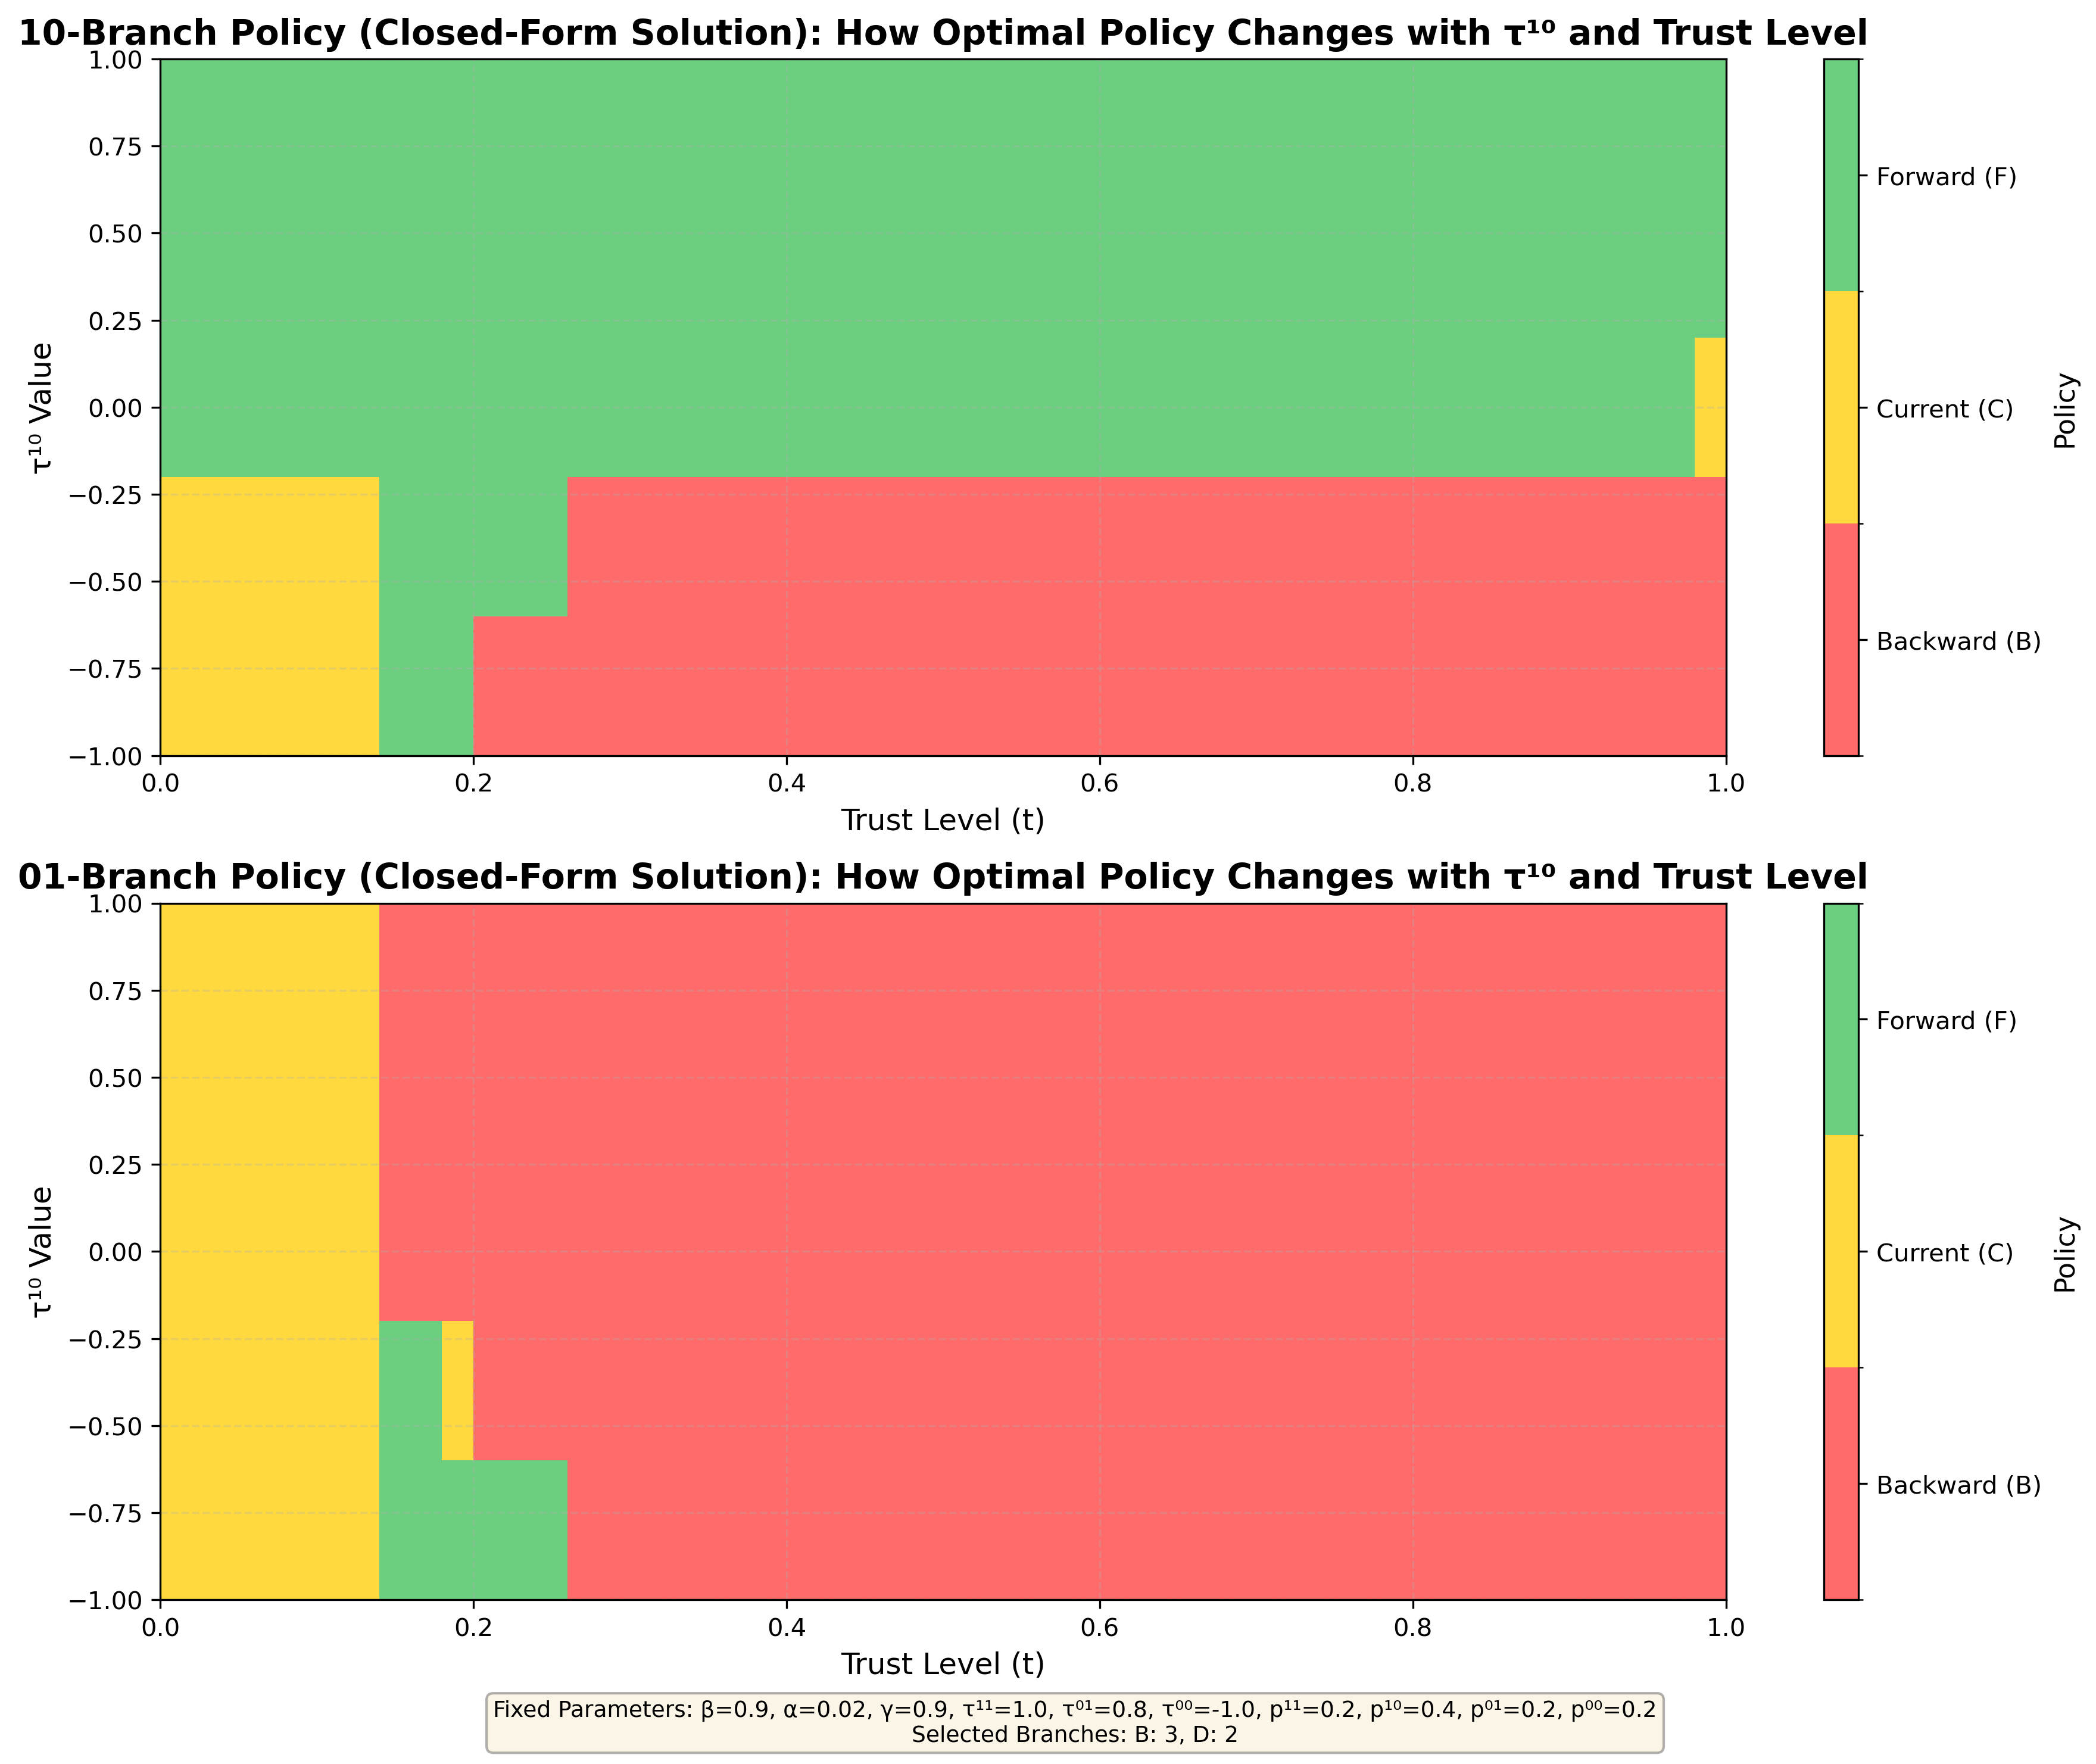 10-Branch Policy (Closed-Form Solution): How Optimal Policy Changes with τ¹⁰ and Trust Level
1.00
0.75
0.50
0.25
0.00
−0.25
−0.50
−0.75
−1.00
τ¹⁰ Value
0.0 0.2 0.4 0.6 0.8 1.0
Trust Level (t)
Forward (F)
Current (C)
Backward (B)
Policy
01-Branch Policy (Closed-Form Solution): How Optimal Policy Changes with τ¹⁰ and Trust Level
1.00
0.75
0.50
0.25
0.00
−0.25
−0.50
−0.75
−1.00
τ¹⁰ Value
0.0 0.2 0.4 0.6 0.8 1.0
Trust Level (t)
Forward (F)
Current (C)
Backward (B)
Policy
Fixed Parameters: β=0.9, α=0.02, γ=0.9, τ¹¹=1.0, τ⁰¹=0.8, τ⁰⁰=-1.0, p¹¹=0.2, p¹⁰=0.4, p⁰¹=0.2, p⁰⁰=0.2
Selected Branches: B: 3, D: 2